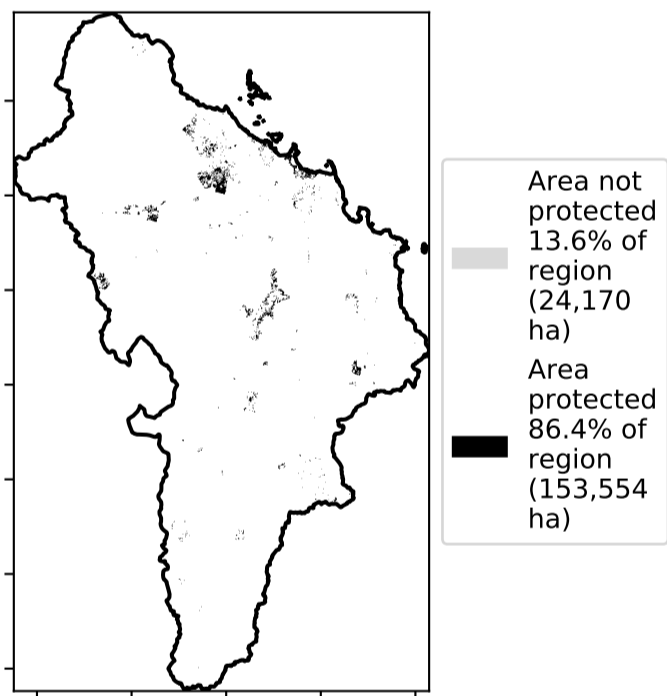 Area not
protected
13.6% of
region
(24,170
ha)
Area
protected
86.4% of
region
(153,554
ha)